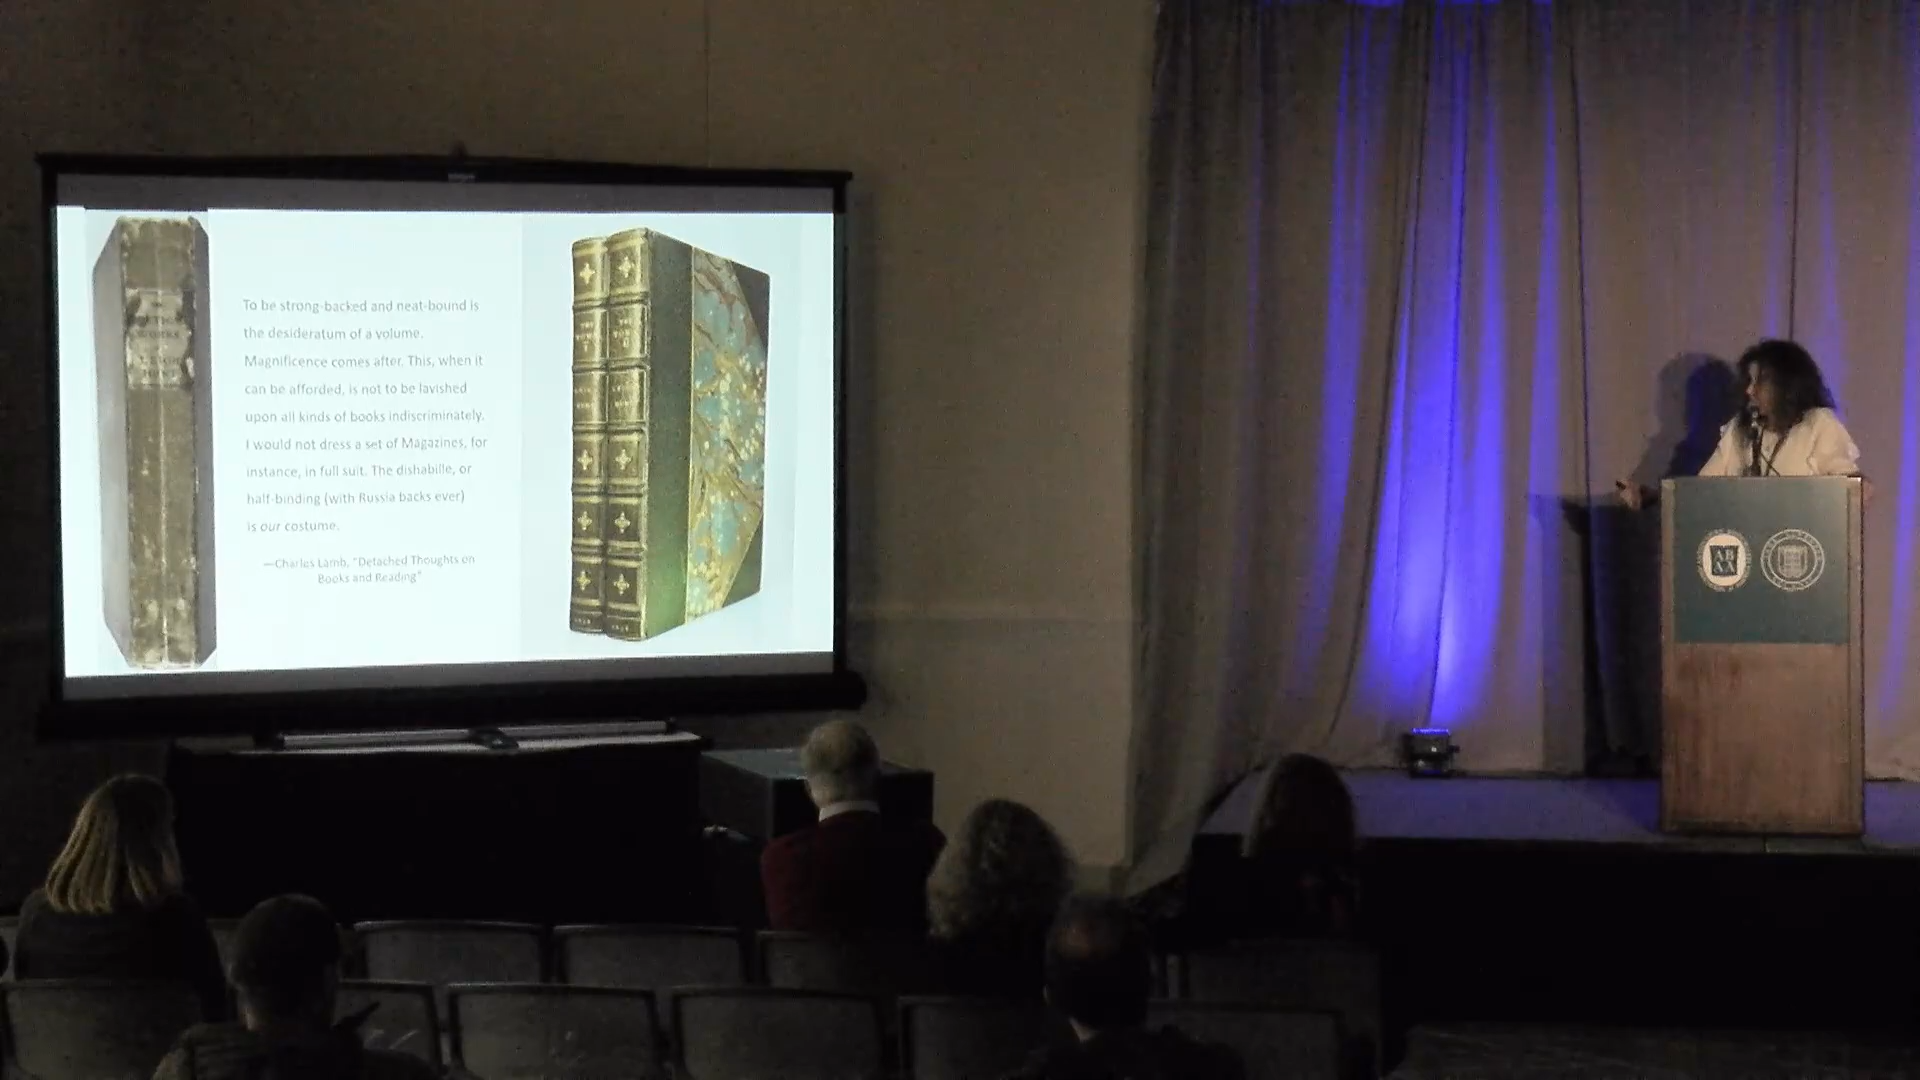 To be strong-backed and neat-bound is
the desideratum of a volume.
Magnificence comes after. This, when it
can be afforded, is not to be lavished
upon all kinds of books indiscriminately.
I would not dress a set of Magazines, for
instance, in full suit. The dishabille, or
half-binding (with Russia backs ever)
is our costume.
—Charles Lamb, "Detached Thoughts on
Books and Reading"
WORKS
AB
AA